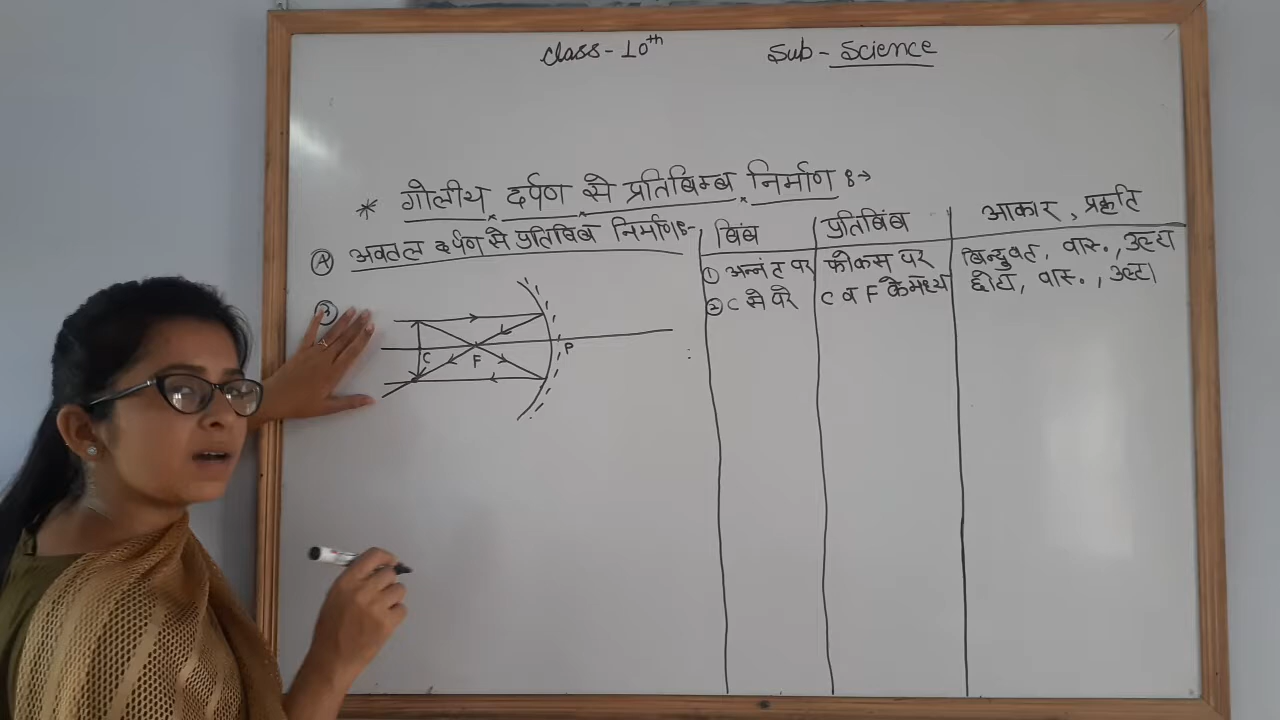 Class-10th Sub-Science
* गोलीय दर्पण से प्रतिबिम्ब निर्माण :→
(A) अवतल दर्पण से प्रतिबिंब निर्माण:-
बिंब प्रतिबिंब आकार, प्रकृति
① अन्नंत पर फोकस पर बिन्दुवत, वास., उल्टा
② C से परे C व F के मध्य छोटा, वास., उल्टा
C F P